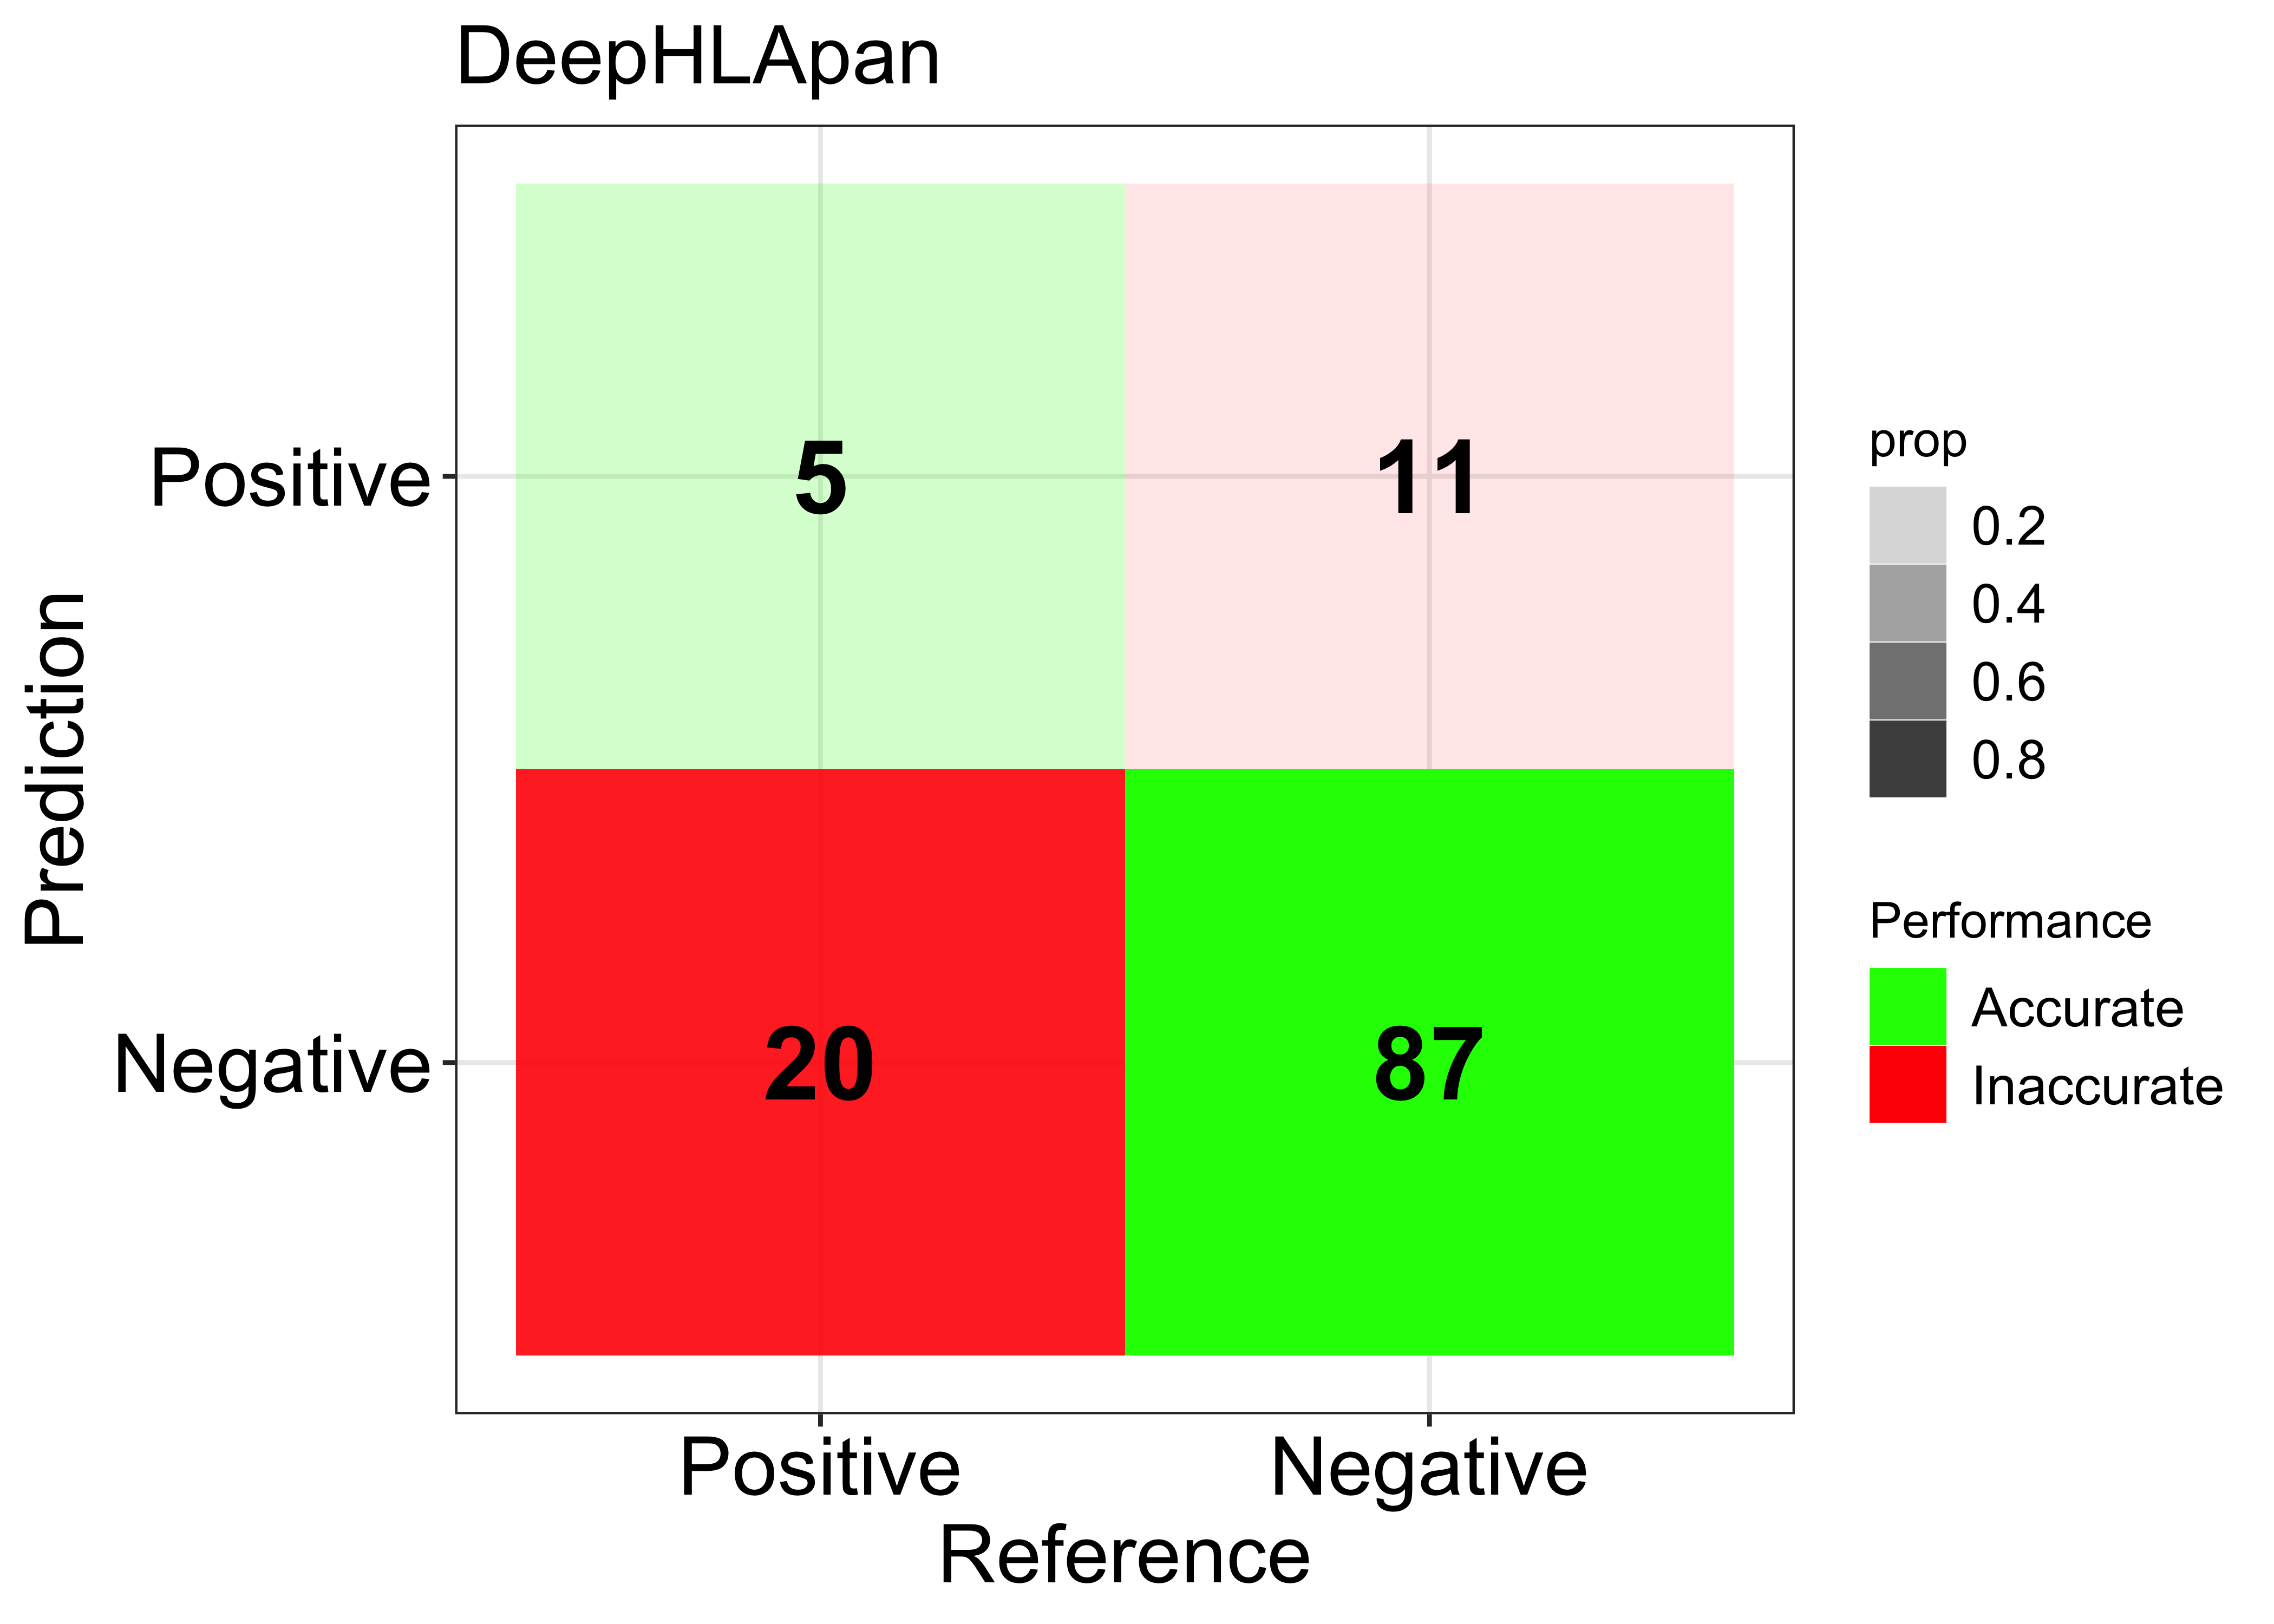 DeepHLApan
Prediction
Positive
Negative
5
11
20
87
Positive
Negative
Reference
prop
0.2
0.4
0.6
0.8
Performance
Accurate
Inaccurate